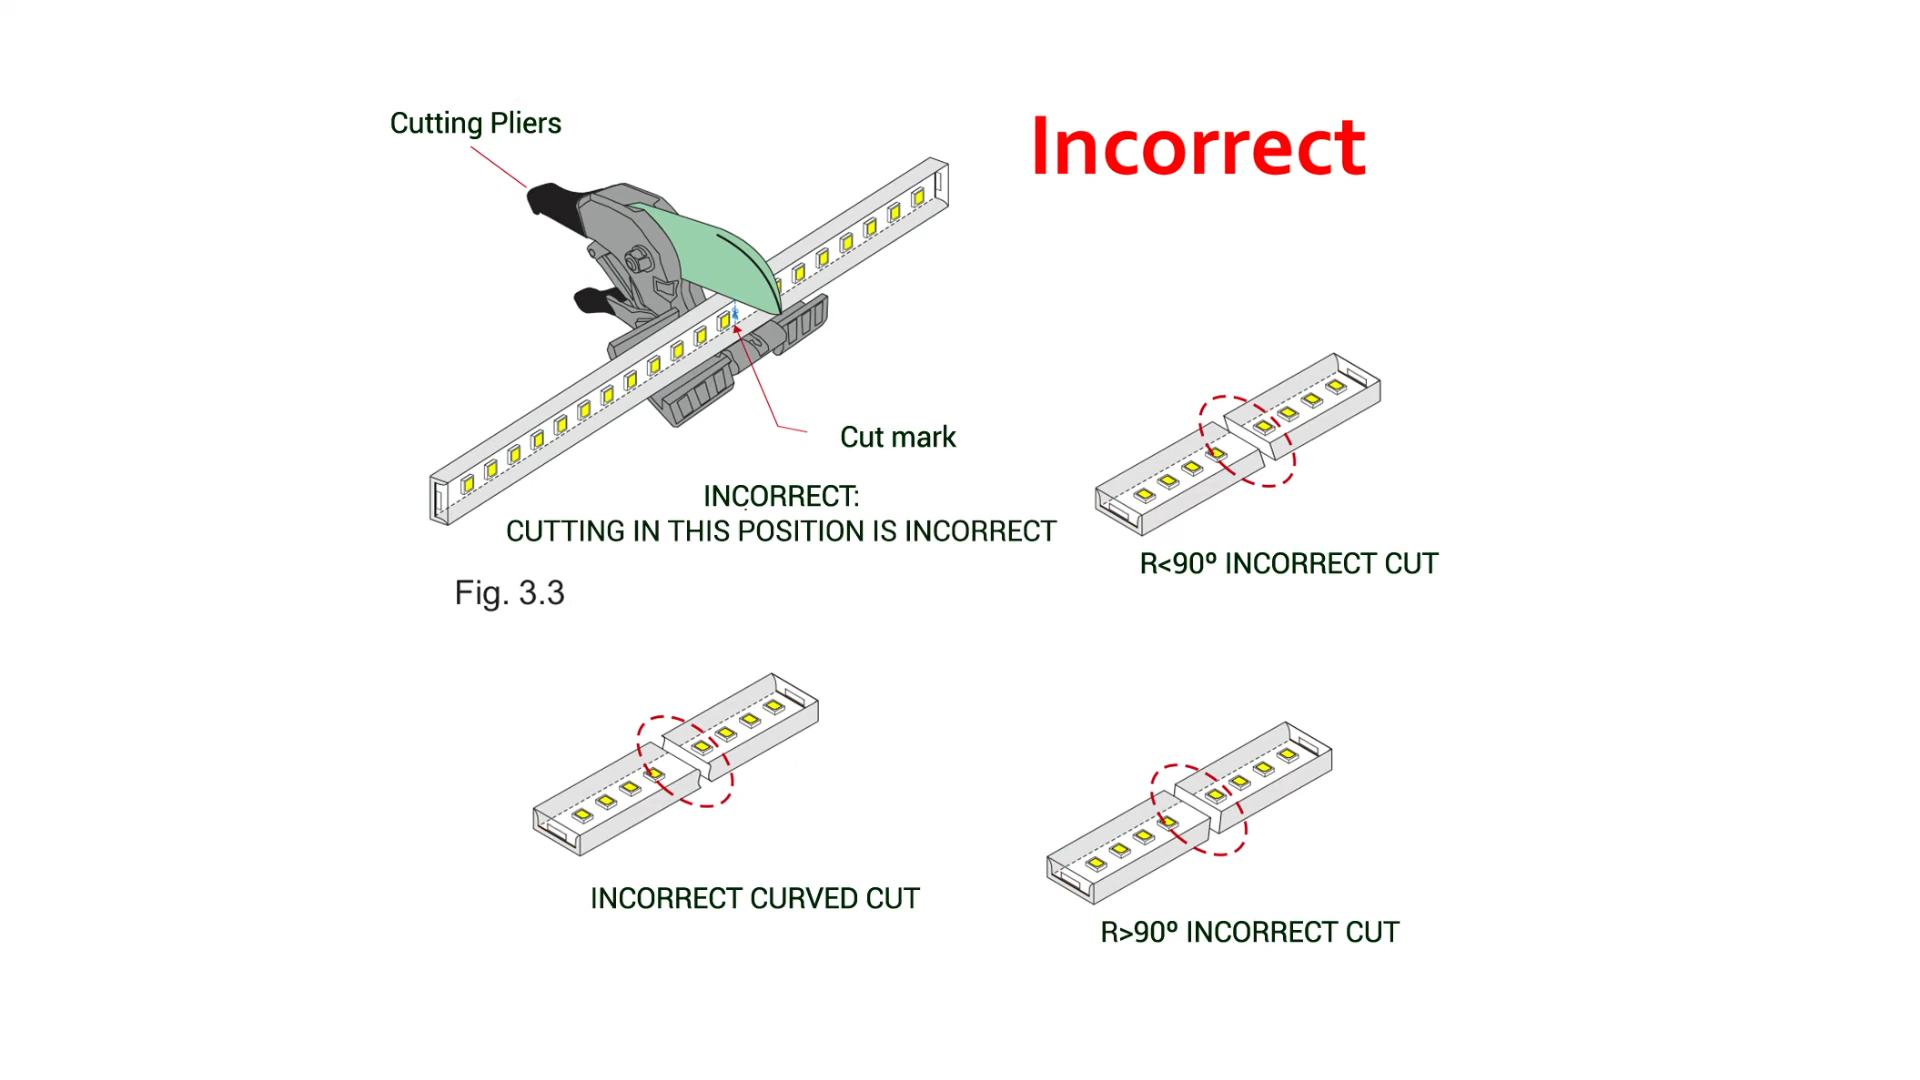 Cutting Pliers
Incorrect
Cut mark
INCORRECT:
CUTTING IN THIS POSITION IS INCORRECT
R<90º INCORRECT CUT
Fig. 3.3
INCORRECT CURVED CUT
R>90º INCORRECT CUT